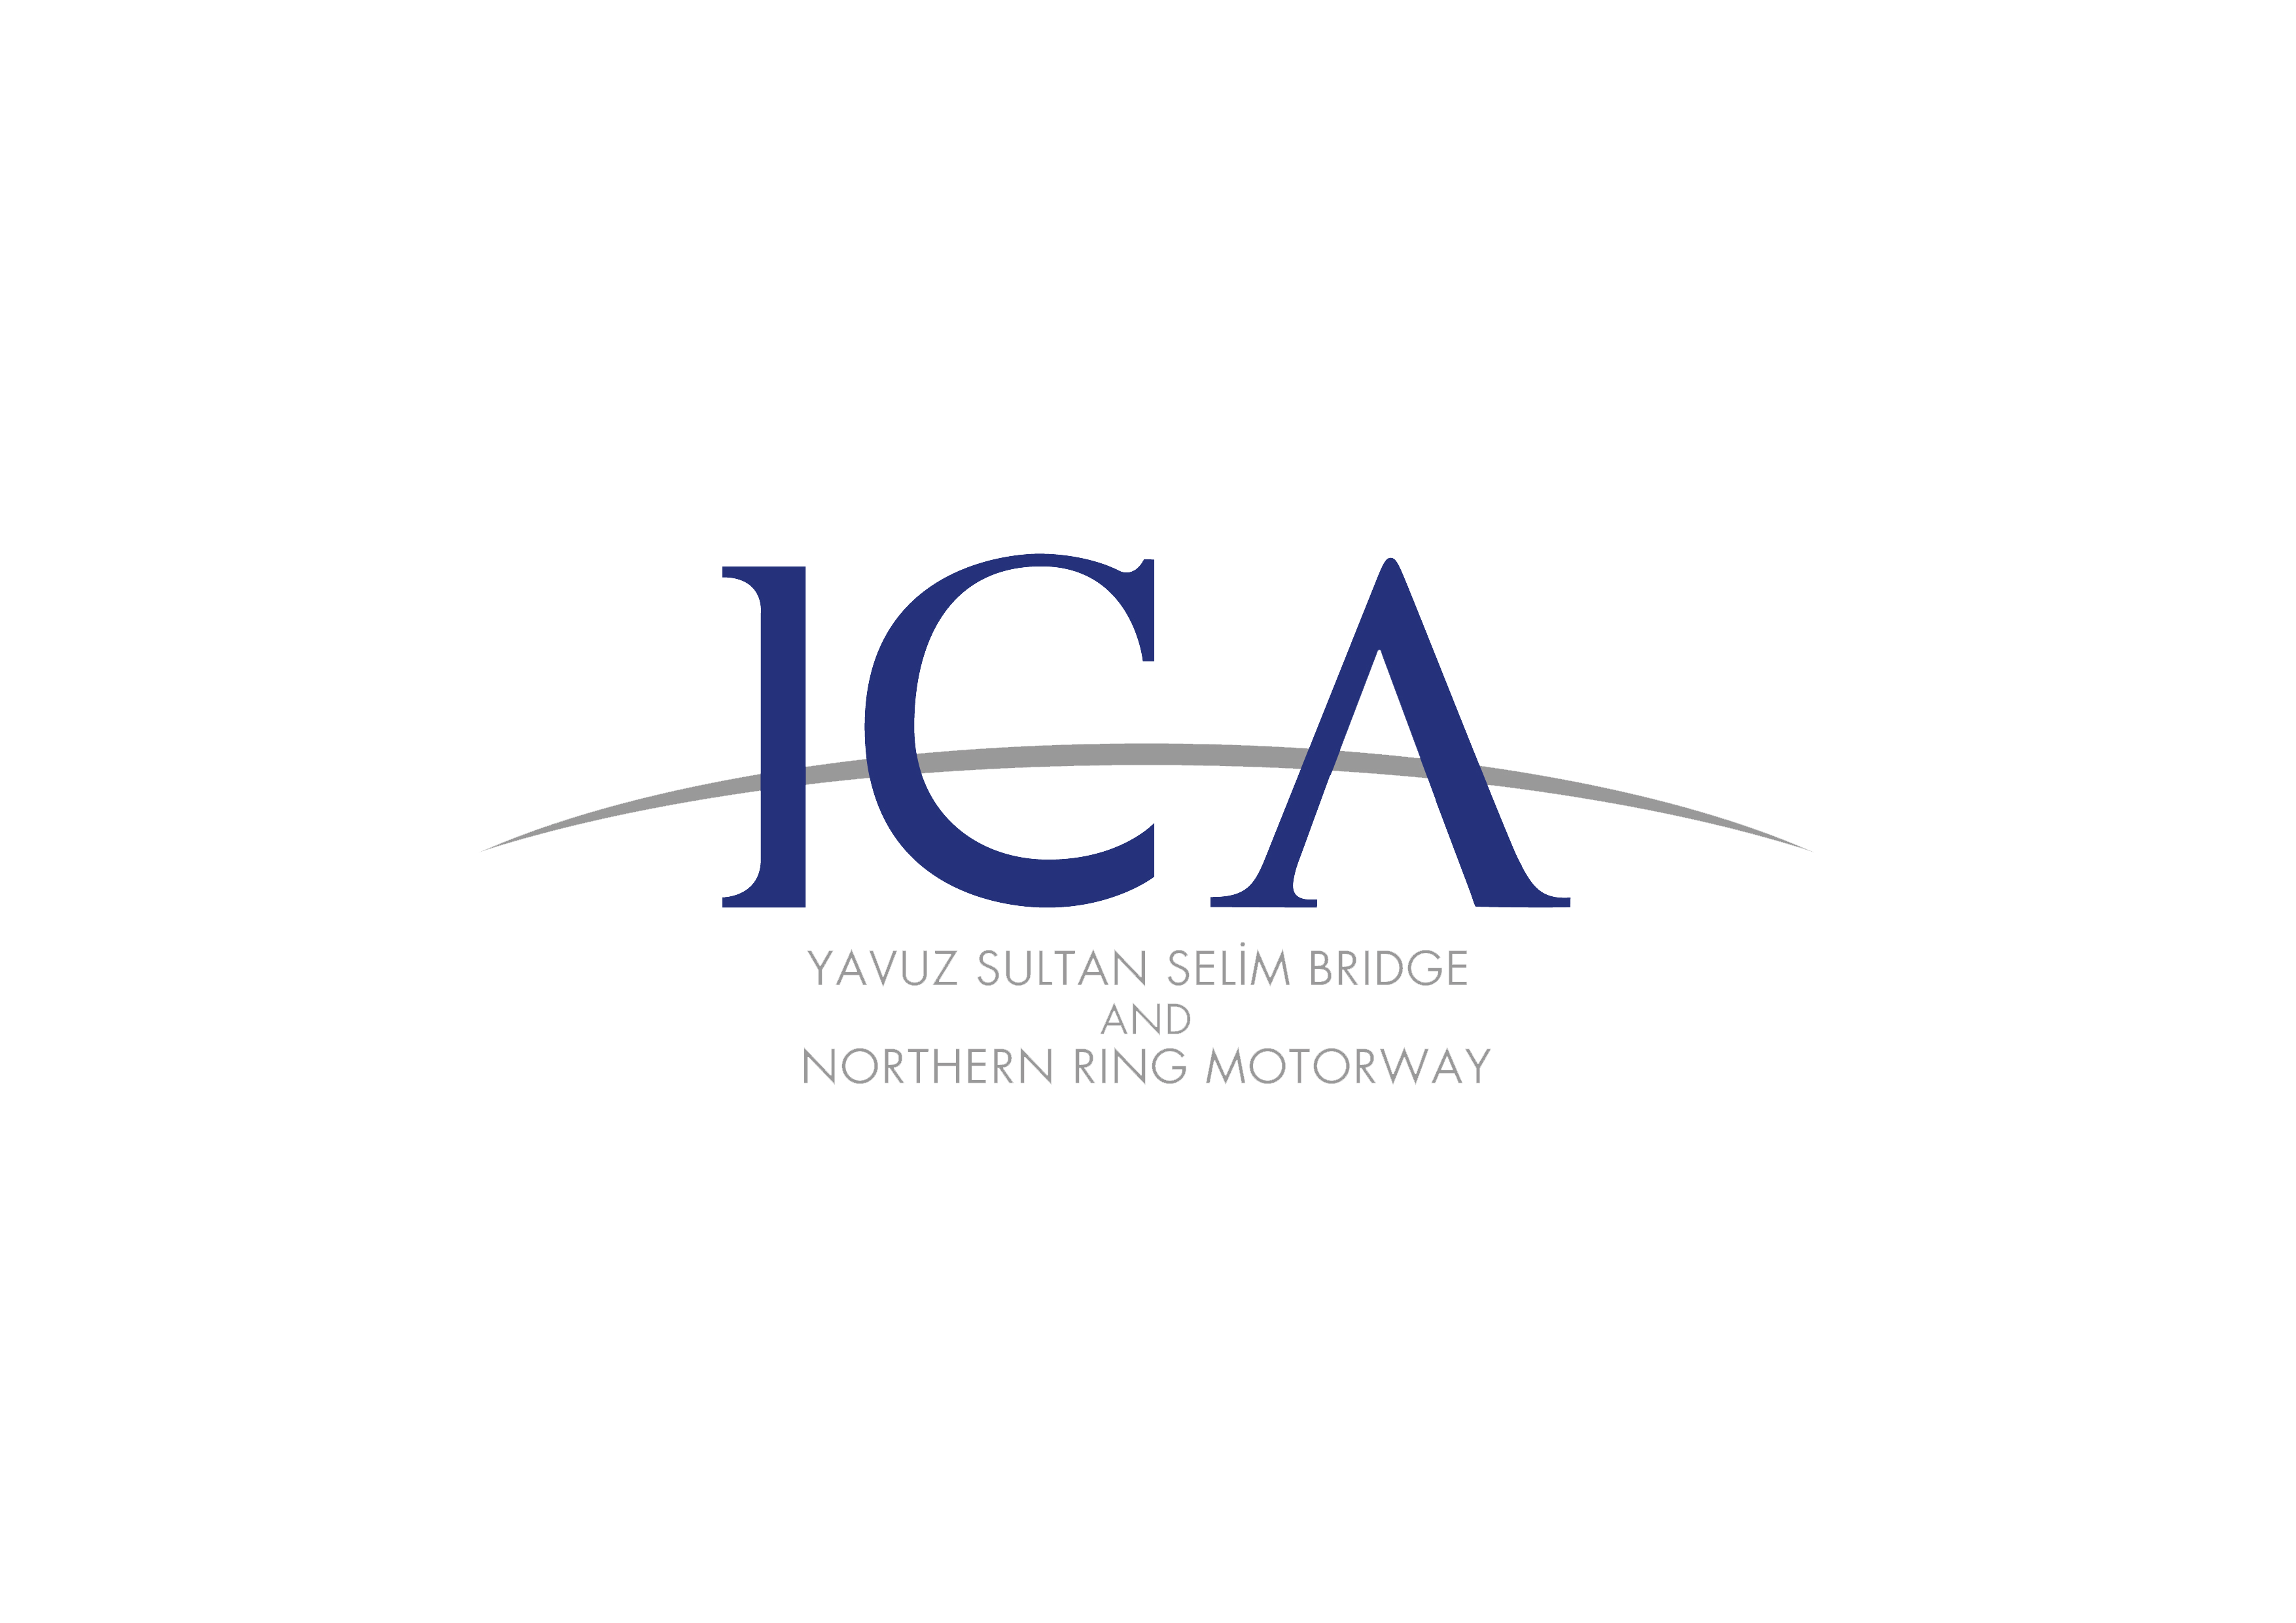 ICA
YAVUZ SULTAN SELİM BRIDGE
AND
NORTHERN RING MOTORWAY